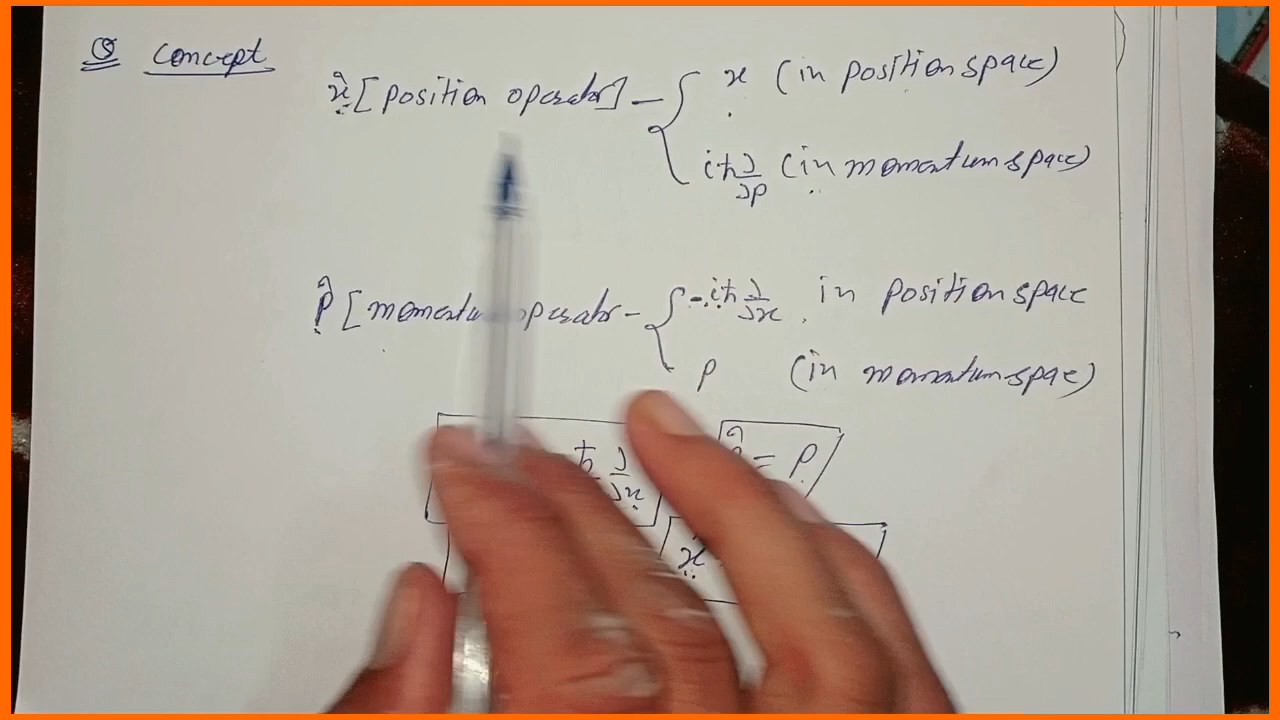 Q Concept
x̂ [position operator] — { x (in position space)
iħ ∂/∂p (in momentum space)
p̂ [momentum operator - { -iħ ∂/∂x in position space
p (in momentum space)
ħ ∂/∂x
= p
x